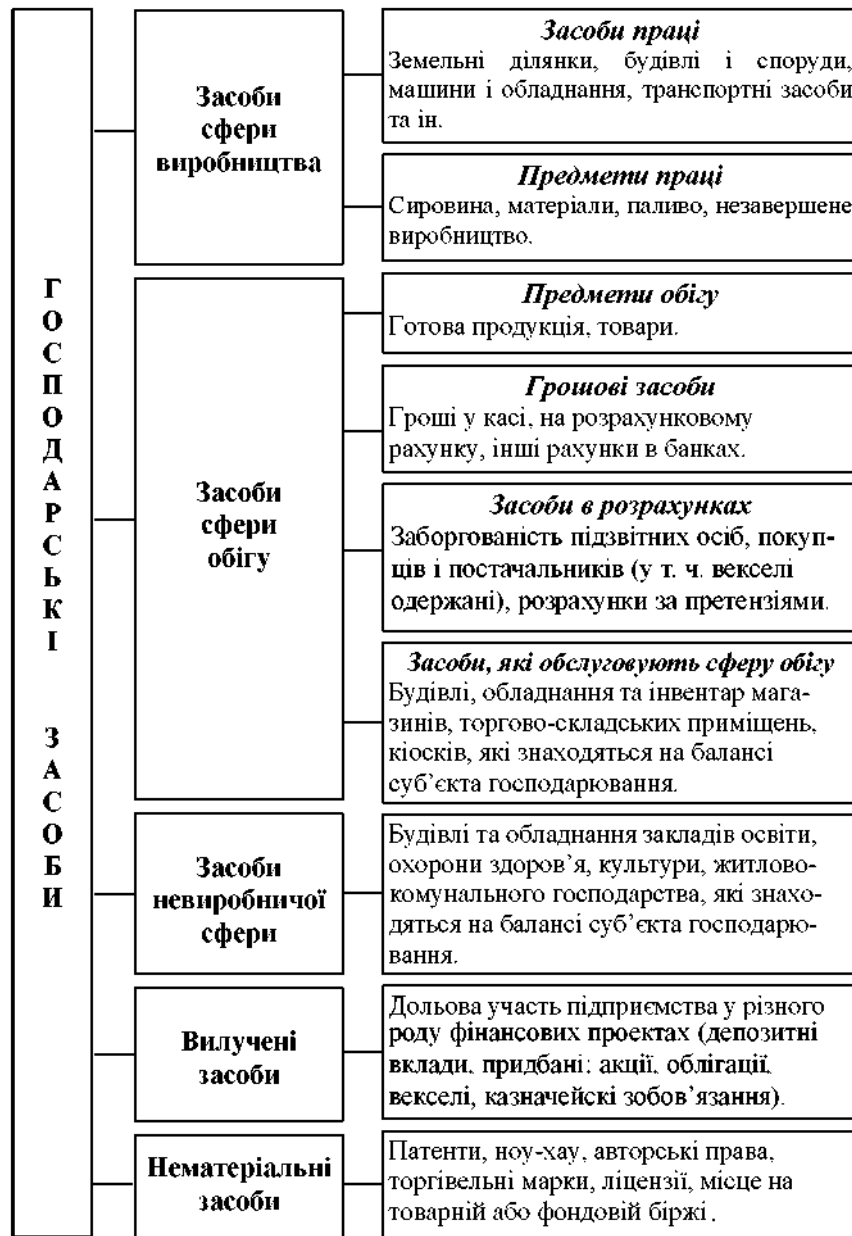 ГОСПОДАРСЬКІ ЗАСОБИ
Засоби
сфери
виробництва
Засоби праці
Земельні ділянки, будівлі і споруди,
машини і обладнання, транспортні засоби
та ін.
Предмети праці
Сировина, матеріали, паливо, незавершене
виробництво.
Засоби
сфери
обігу
Предмети обігу
Готова продукція, товари.
Грошові засоби
Гроші у касі, на розрахунковому
рахунку, інші рахунки в банках.
Засоби в розрахунках
Заборгованість підзвітних осіб, покуп-
ців і постачальників (у т. ч. векселі
одержані), розрахунки за претензіями.
Засоби, які обслуговують сферу обігу
Будівлі, обладнання та інвентар мага-
зинів, торгово-складських приміщень,
кіосків, які знаходяться на балансі
суб’єкта господарювання.
Засоби
невиробничої
сфери
Будівлі та обладнання закладів освіти,
охорони здоров’я, культури, житлово-
комунального господарства, які знахо-
дяться на балансі суб’єкта господарю-
вання.
Вилучені
засоби
Дольова участь підприємства у різного
роду фінансових проектах (депозитні
вклади, придбані: акції, облігації,
векселі, казначейскі зобов’язання).
Нематеріальні
засоби
Патенти, ноу-хау, авторські права,
торгівельні марки, ліцензії, місце на
товарній або фондовій біржі.